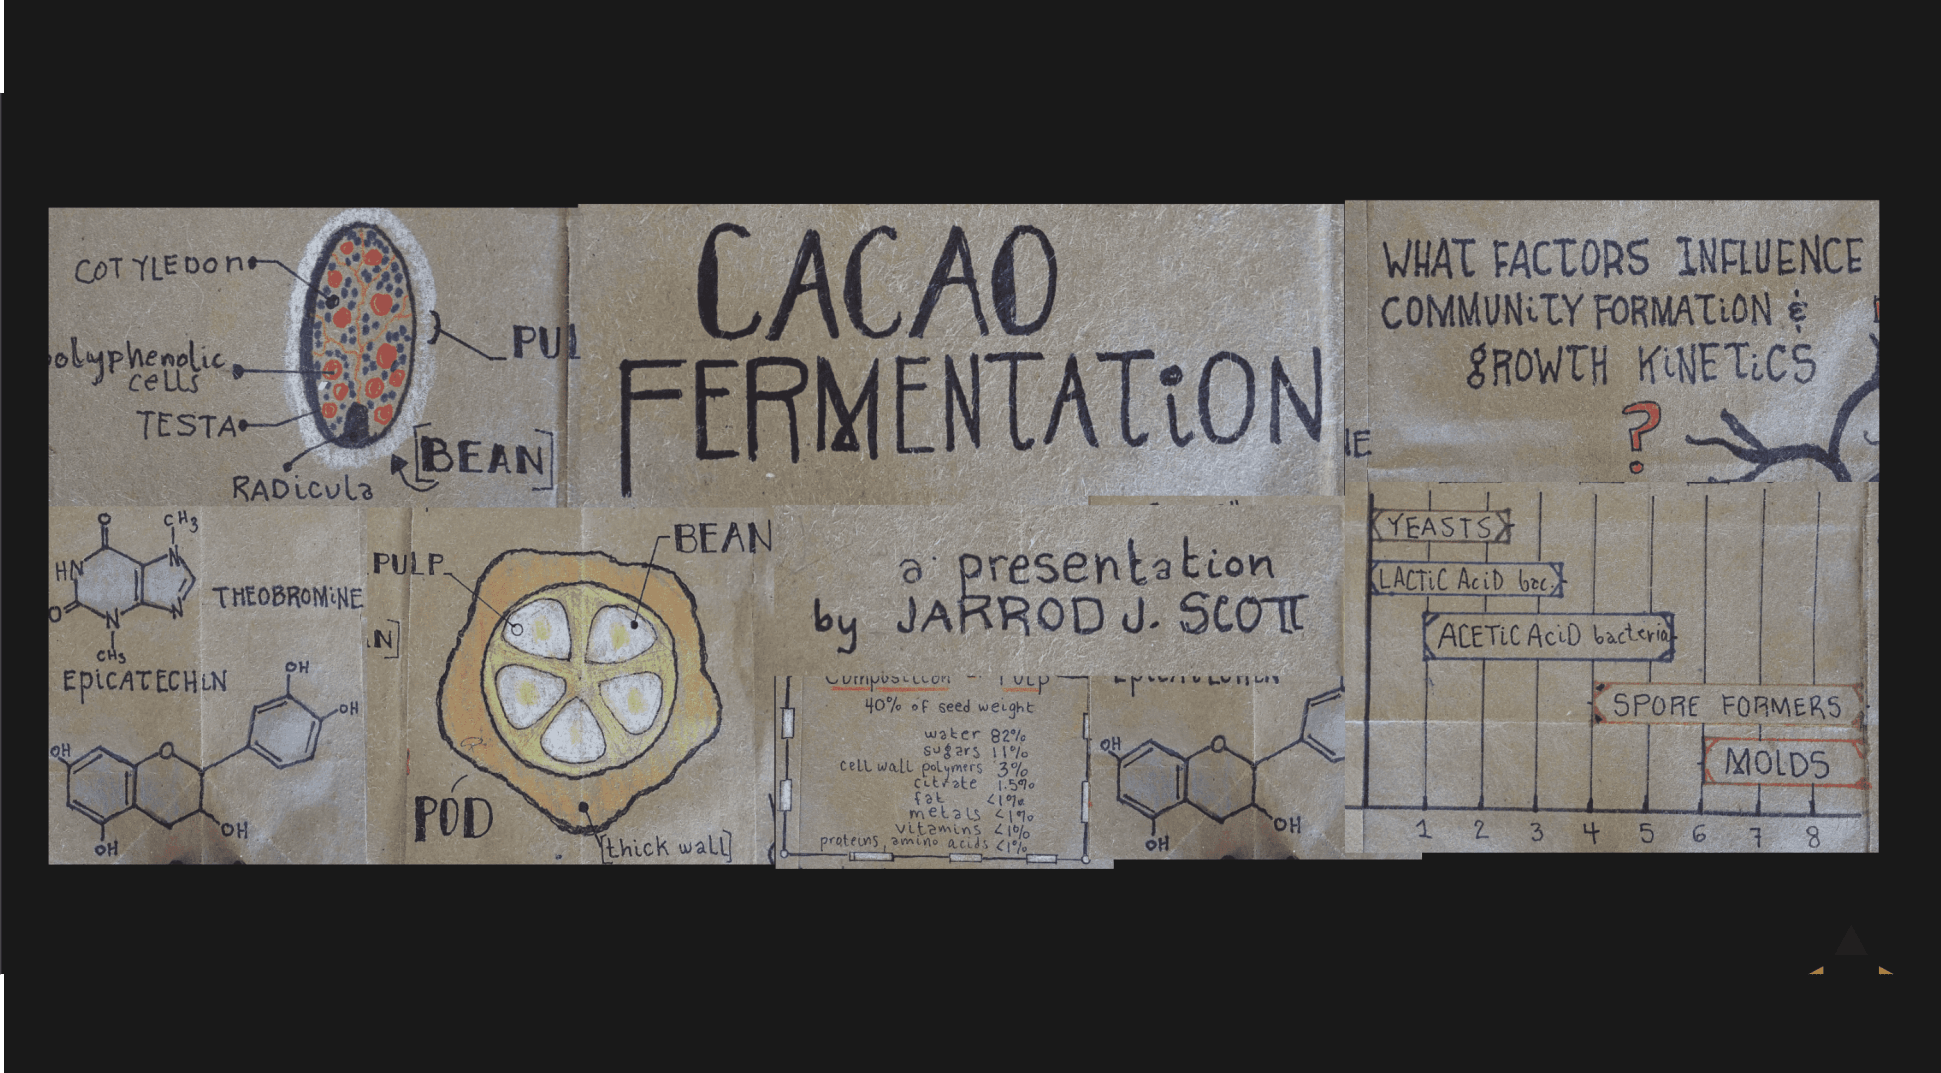 COTYLEDON
polyphenolic
cells
TESTA
RADicula
[BEAN]
CACAO
FERMENTATiON
WHAT FACTORS INFLUENCE
COMMUNiTY FORMATiON &
gROWTH KiNETiCS
?
CH3
HN
N
N
N
O
O
CH3
THEOBROMiNE
EPiCATECHiN
OH
OH
OH
O
OH
OH
PULP
BEAN
POD
[thick wall]
a presentation
by JARROD J. SCOTT
Composition - Pulp
40% of seed weight
water 82%
sugars 11%
cell wall polymers 3%
citrate 1.5%
fat <1%
metals <1%
vitamins <1%
proteins, amino acids <1%
EpiCATECHiN
OH
O
OH
OH
YEASTS
LACTiC AciD bac.
ACETiC AciD bacteria
SPORE FORMERS
MOLDS
1 2 3 4 5 6 7 8